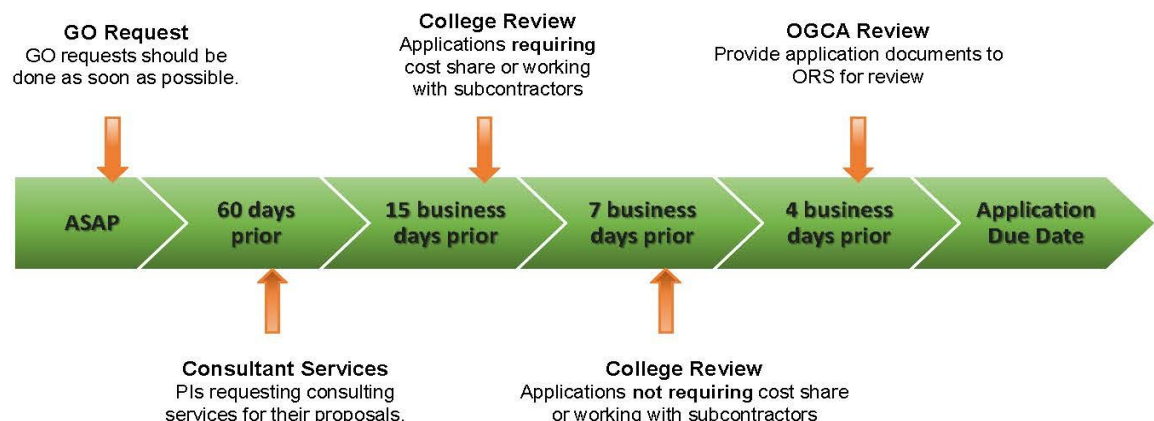 GO Request
GO requests should be
done as soon as possible.
College Review
Applications requiring
cost share or working
with subcontractors
OGCA Review
Provide application documents to
ORS for review
ASAP
60 days
prior
15 business
days prior
7 business
days prior
4 business
days prior
Application
Due Date
Consultant Services
PIs requesting consulting
services for their proposals.
College Review
Applications not requiring cost share
or working with subcontractors